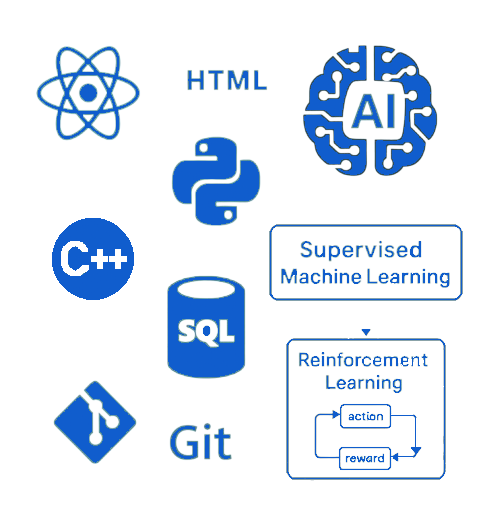 HTML
AI
C++
Supervised
Machine Learning
SQL
Reinforcement
Learning
action
reward
Git